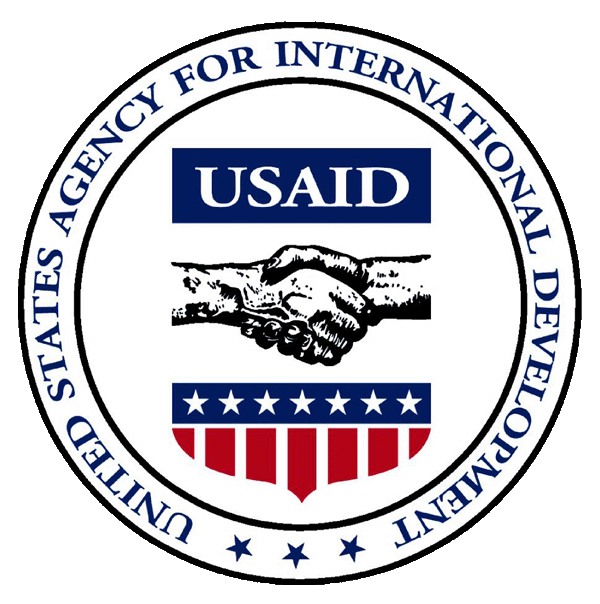 UNITED STATES AGENCY FOR INTERNATIONAL DEVELOPMENT
USAID